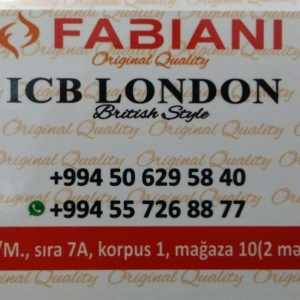 FABIANI
Original Quality
ICB LONDON
British Style
+994 50 629 58 40
+994 55 726 88 77
/M., sıra 7A, korpus 1, mağaza 10(2 ma